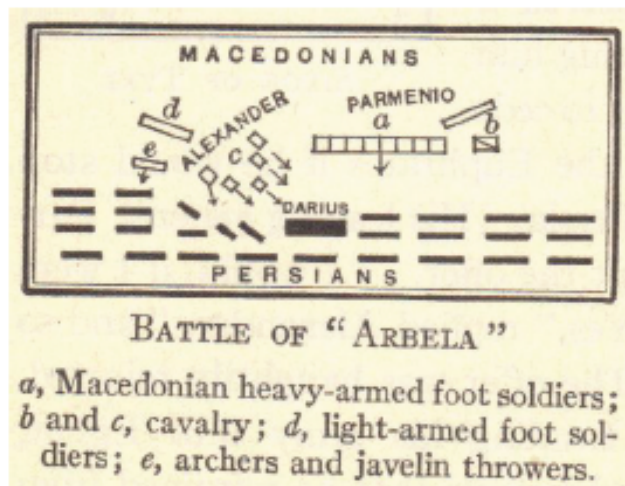 MACEDONIANS
PARMENIO
ALEXANDER
d
a
b
e
c
DARIUS
PERSIANS
BATTLE OF "ARBELA"
a, Macedonian heavy-armed foot soldiers;
b and c, cavalry; d, light-armed foot sol-
diers; e, archers and javelin throwers.